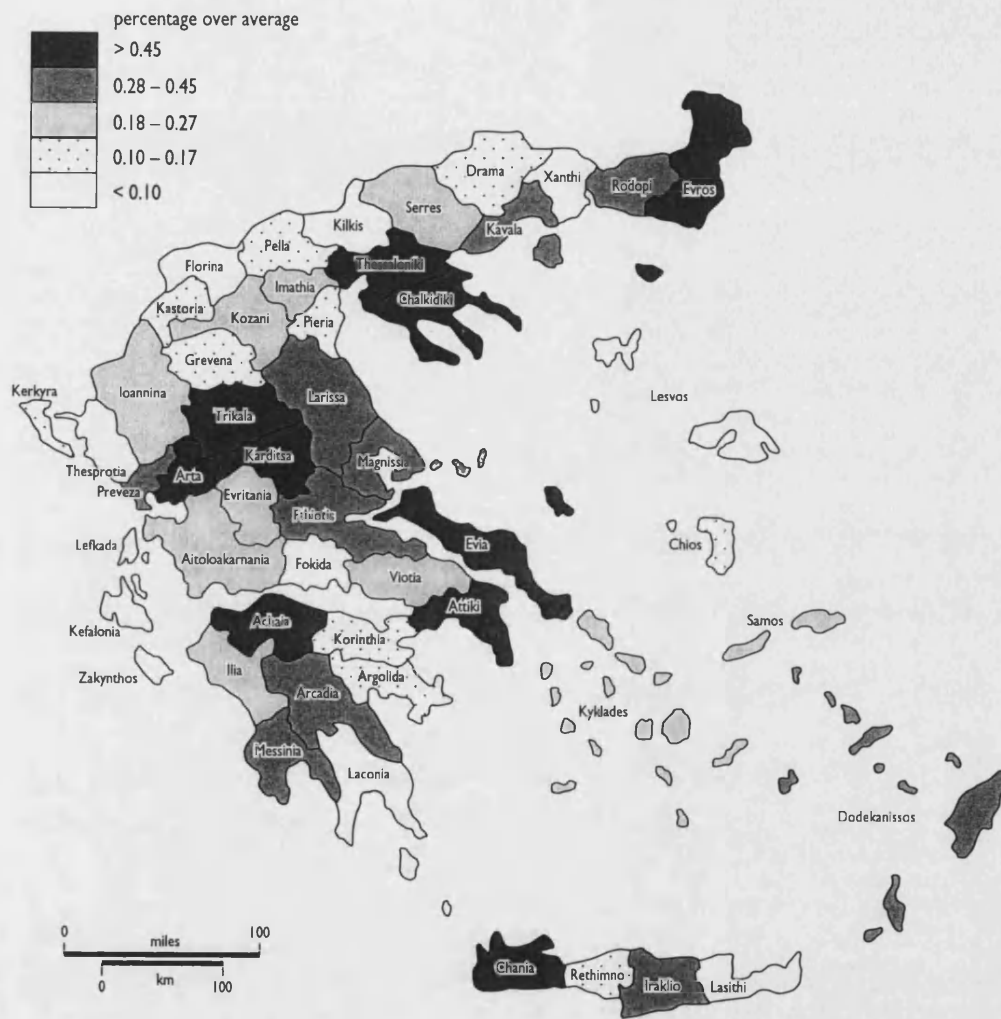 percentage over average
> 0.45
0.28 – 0.45
0.18 – 0.27
0.10 – 0.17
< 0.10
Drama
Xanthi
Rodopi
Evros
Serres
Kavala
Kilkis
Pella
Thessaloniki
Florina
Imathia
Chalkidiki
Kastoria
Kozani
Pieria
Grevena
Ioannina
Larissa
Kerkyra
Lesvos
Trikala
Thesprotia
Arta
Karditsa
Magnissia
Preveza
Evritania
Fthiotis
Lefkada
Evia
Chios
Aitoloakarnania
Fokida
Viotia
Attiki
Achaia
Kefalonia
Korinthia
Samos
Zakynthos
Ilia
Argolida
Arcadia
Kyklades
Messinia
Laconia
Dodekanissos
0 miles 100
0 km 100
Chania
Rethimno
Iraklio
Lasithi